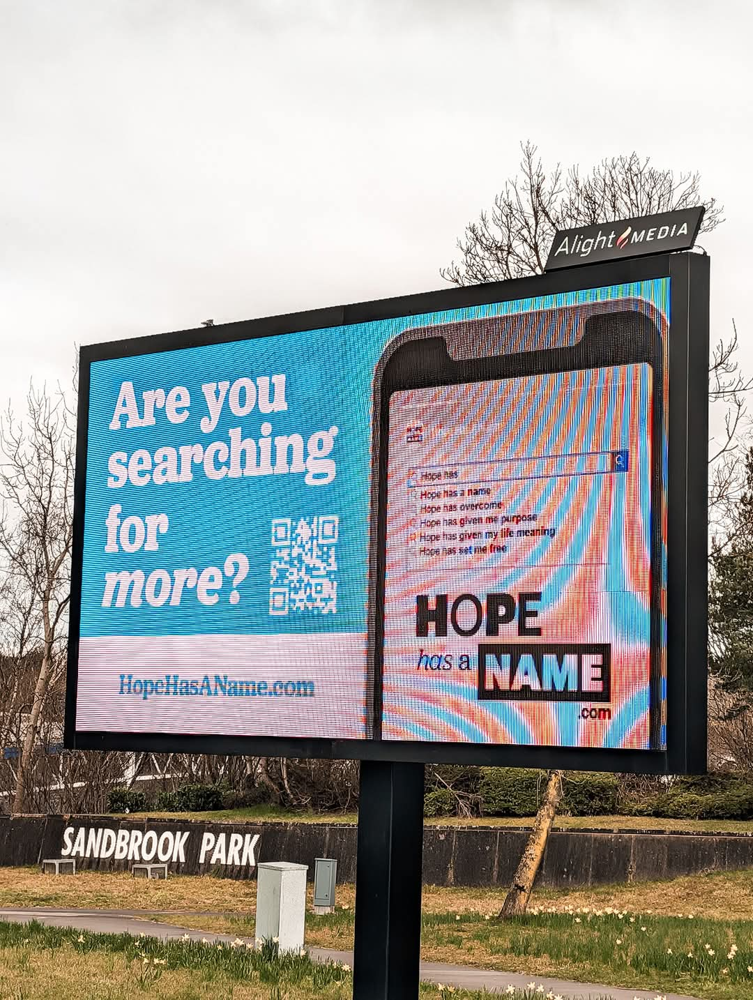 Alight MEDIA
Are you
searching
for
more?
HopeHasAName.com
HOPE
NAME
Hope has
Hope has a name
Hope has overcome
Hope has given me purpose
Hope has given my life meaning
Hope has set me free
HOPE
has a NAME
.com
SANDBROOK PARK